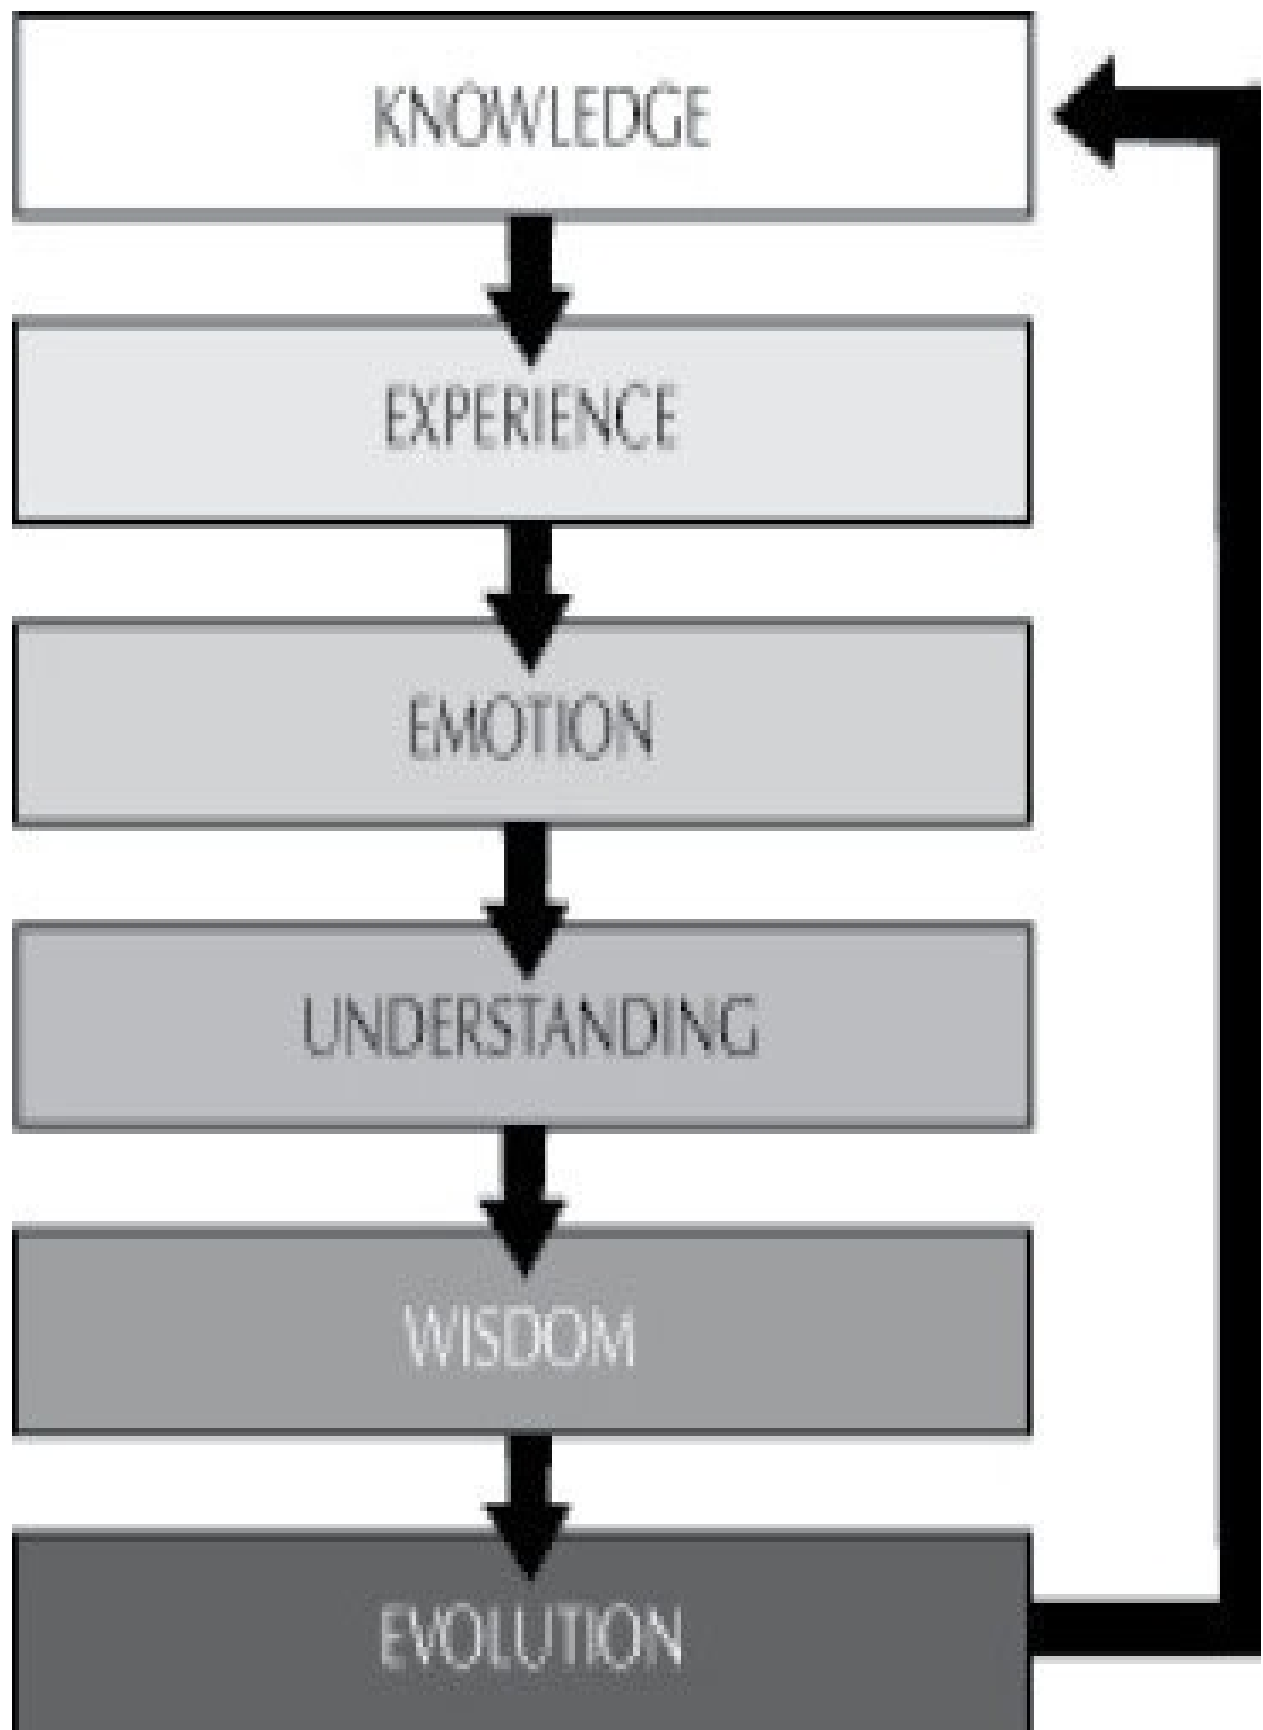 KNOWLEDGE
EXPERIENCE
EMOTION
UNDERSTANDING
WISDOM
EVOLUTION